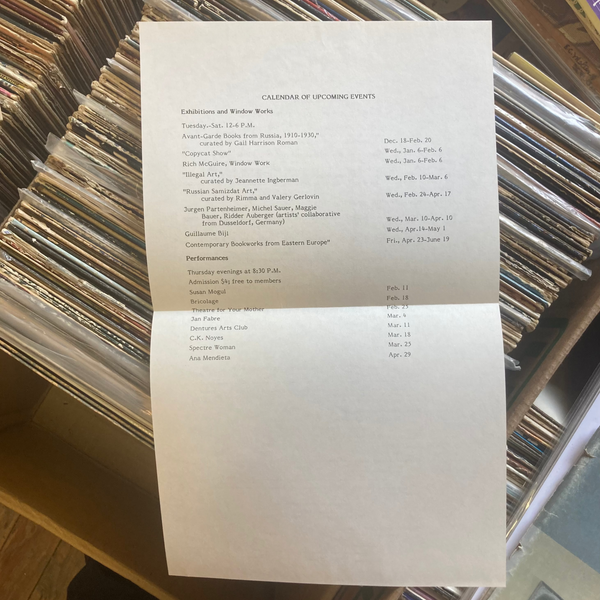 CALENDAR OF UPCOMING EVENTS
Exhibitions and Window Works
Tuesday.-Sat. 12-6 P.M.
Avant-Garde Books from Russia, 1910-1930,"
curated by Gail Harrison Roman Dec. 18-Feb. 20
"Copycat Show" Wed., Jan. 6-Feb. 6
Rich McGuire, Window Work Wed., Jan. 6-Feb. 6
"Illegal Art,"
curated by Jeannette Ingberman Wed., Feb. 10-Mar. 6
"Russian Samizdat Art,"
curated by Rimma and Valery Gerlovin Wed., Feb. 24-Apr. 17
Jurgen Partenheimer, Michel Sauer, Maggie
Bauer, Ridder Auberger (artists' collaborative
from Dusseldorf, Germany) Wed., Mar. 10-Apr. 10
Guillaume Biji Wed., Apr.14-May 1
Contemporary Bookworks from Eastern Europe" Fri., Apr. 23-June 19
Performances
Thursday evenings at 8:30 P.M.
Admission $4; free to members
Susan Mogul Feb. 11
Bricolage Feb. 18
Theatre for Your Mother Feb. 25
Jan Fabre Mar. 4
Dentures Arts Club Mar. 11
C.K. Noyes Mar. 18
Spectre Woman Mar. 25
Ana Mendieta Apr. 29